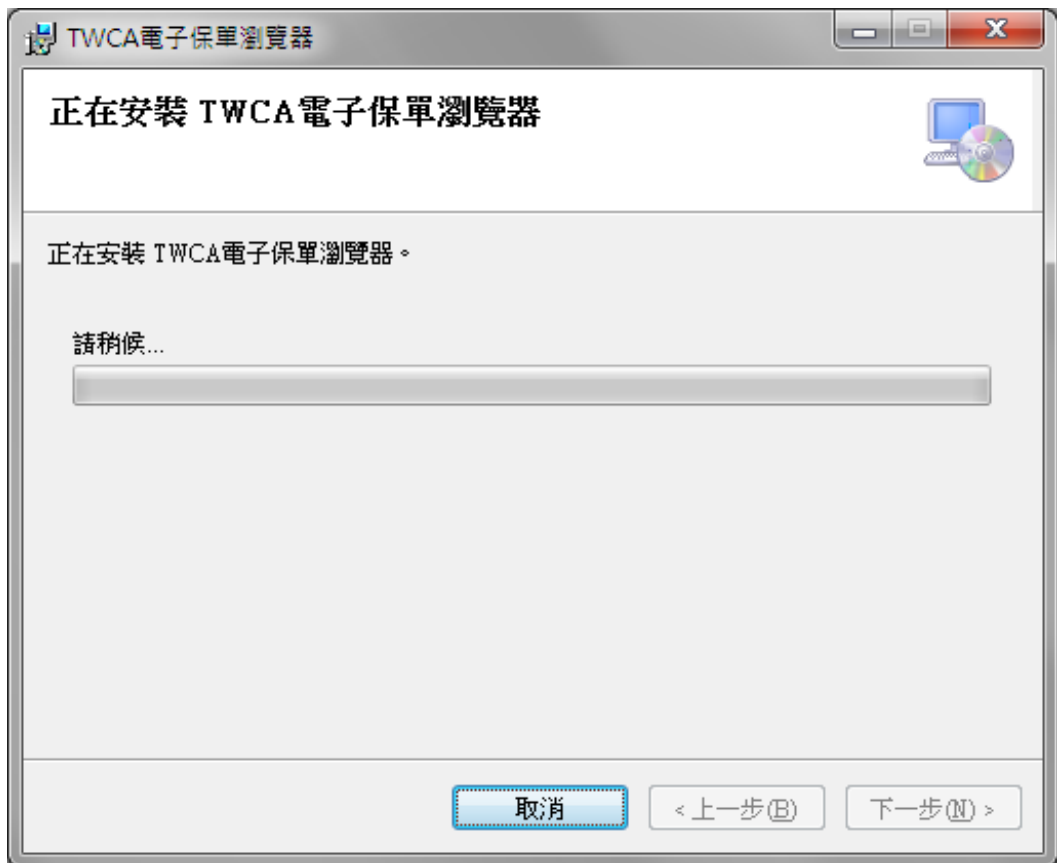 TWCA電子保單瀏覽器
正在安裝 TWCA電子保單瀏覽器
正在安裝 TWCA電子保單瀏覽器。
請稍候...
取消
<上一步(B)
下一步(N)>